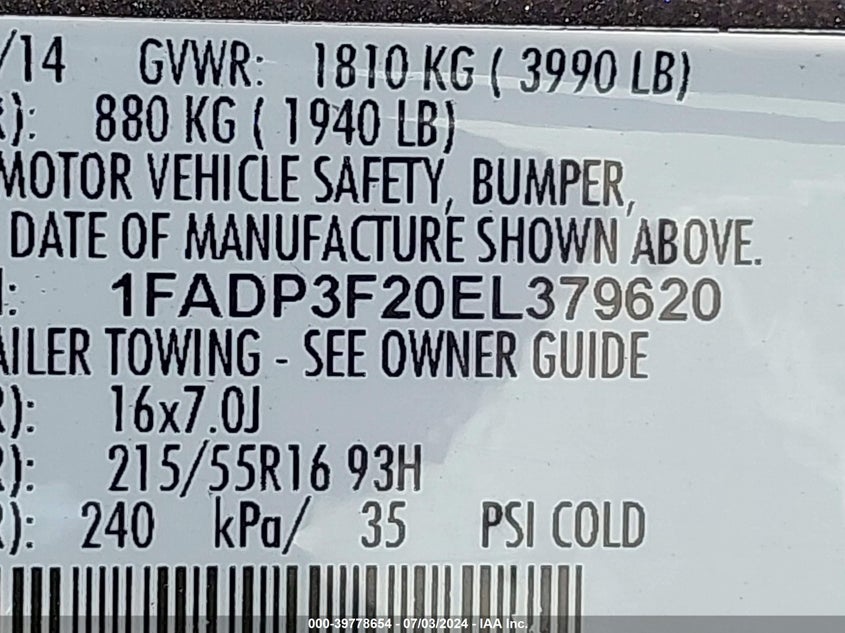 /14 GVWR: 1810 KG ( 3990 LB)
): 880 KG ( 1940 LB)
MOTOR VEHICLE SAFETY, BUMPER,
DATE OF MANUFACTURE SHOWN ABOVE.
: 1FADP3F20EL379620
AILER TOWING - SEE OWNER GUIDE
): 16x7.0J
): 215/55R16 93H
): 240 kPa/ 35 PSI COLD
000-39778654 - 07/03/2024 - IAA Inc.